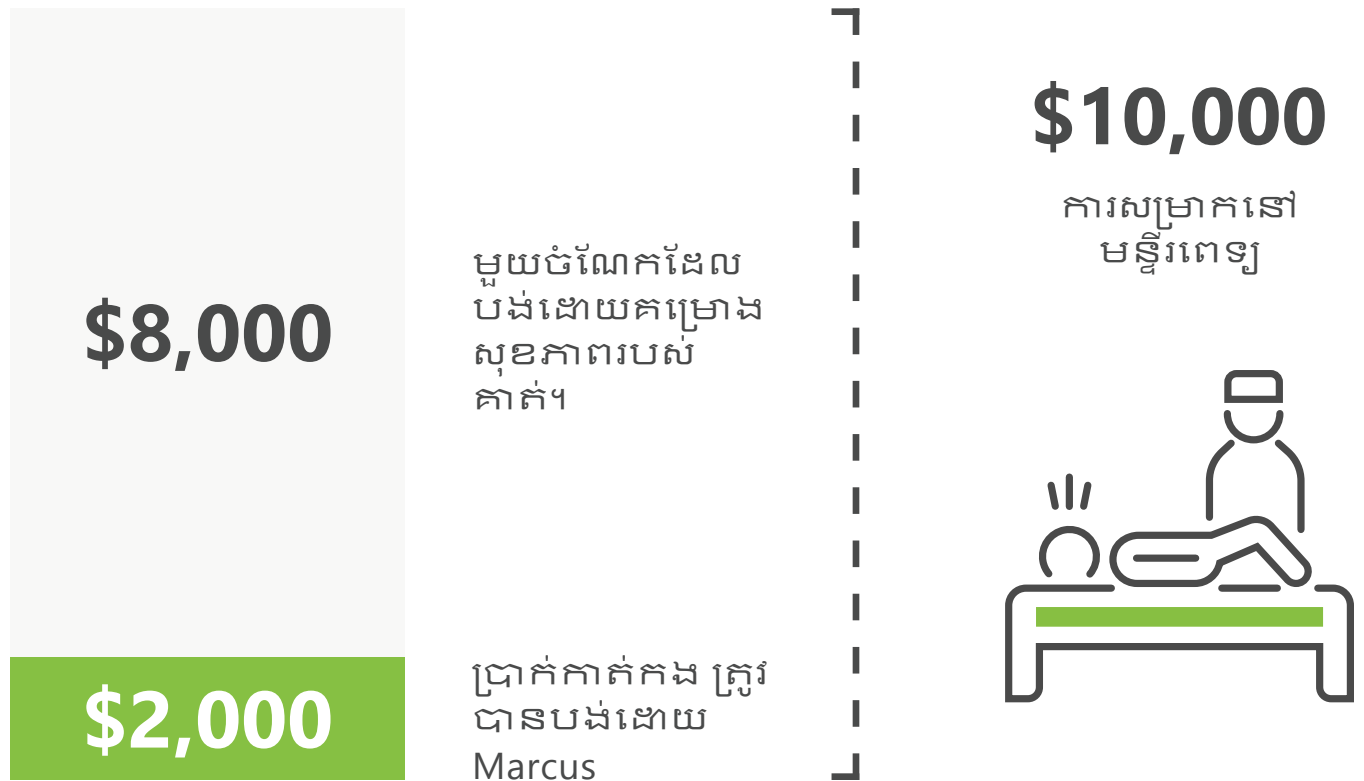 $8,000
មួយចំណែកដែល
បង់ដោយគម្រោង
សុខភាពរបស់
គាត់។
$2,000
ប្រាក់កាត់កង ត្រូវ
បានបង់ដោយ
Marcus
$10,000
ការសម្រាកនៅ
មន្ទីរពេទ្យ